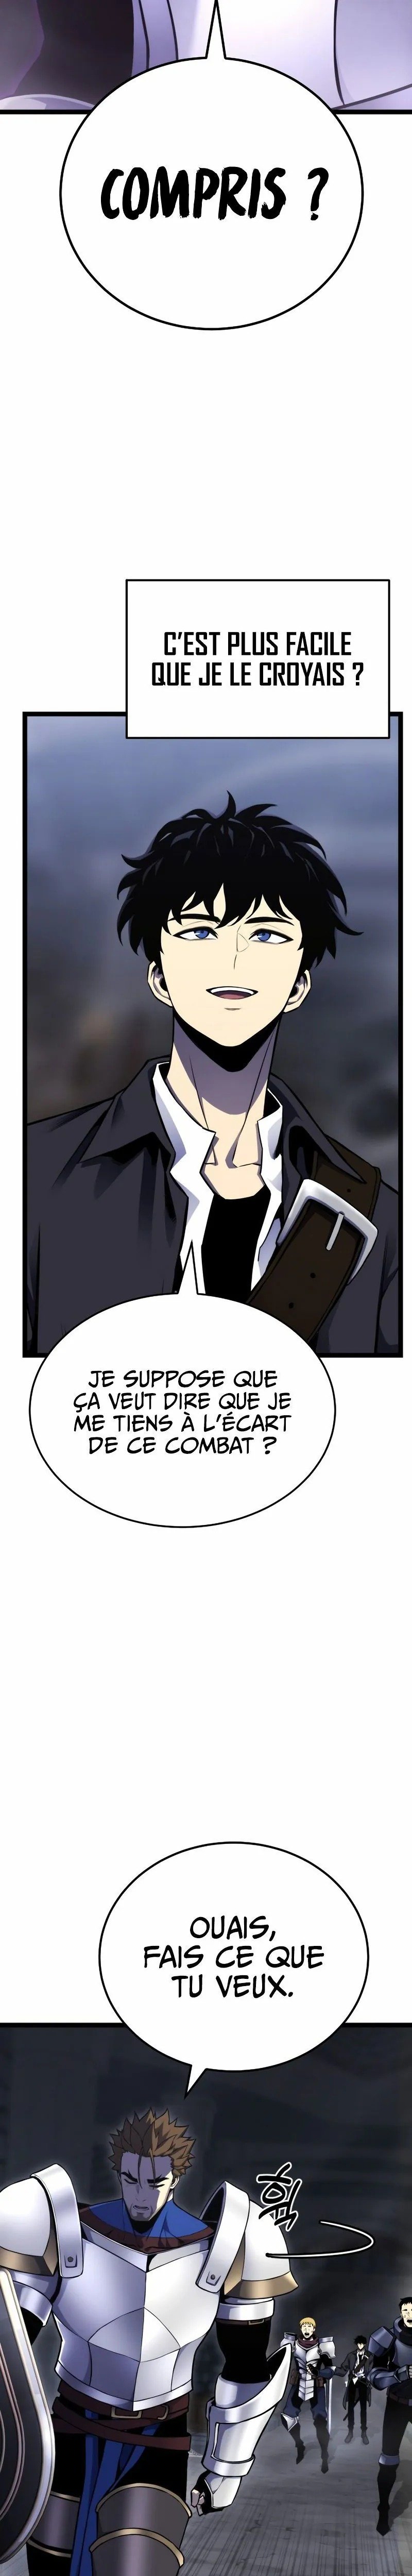 COMPRIS ?
C'EST PLUS FACILE
QUE JE LE CROYAIS ?
JE SUPPOSE QUE
ÇA VEUT DIRE QUE JE
ME TIENS À L'ÉCART
DE CE COMBAT ?
OUAIS,
FAIS CE QUE
TU VEUX.
휙